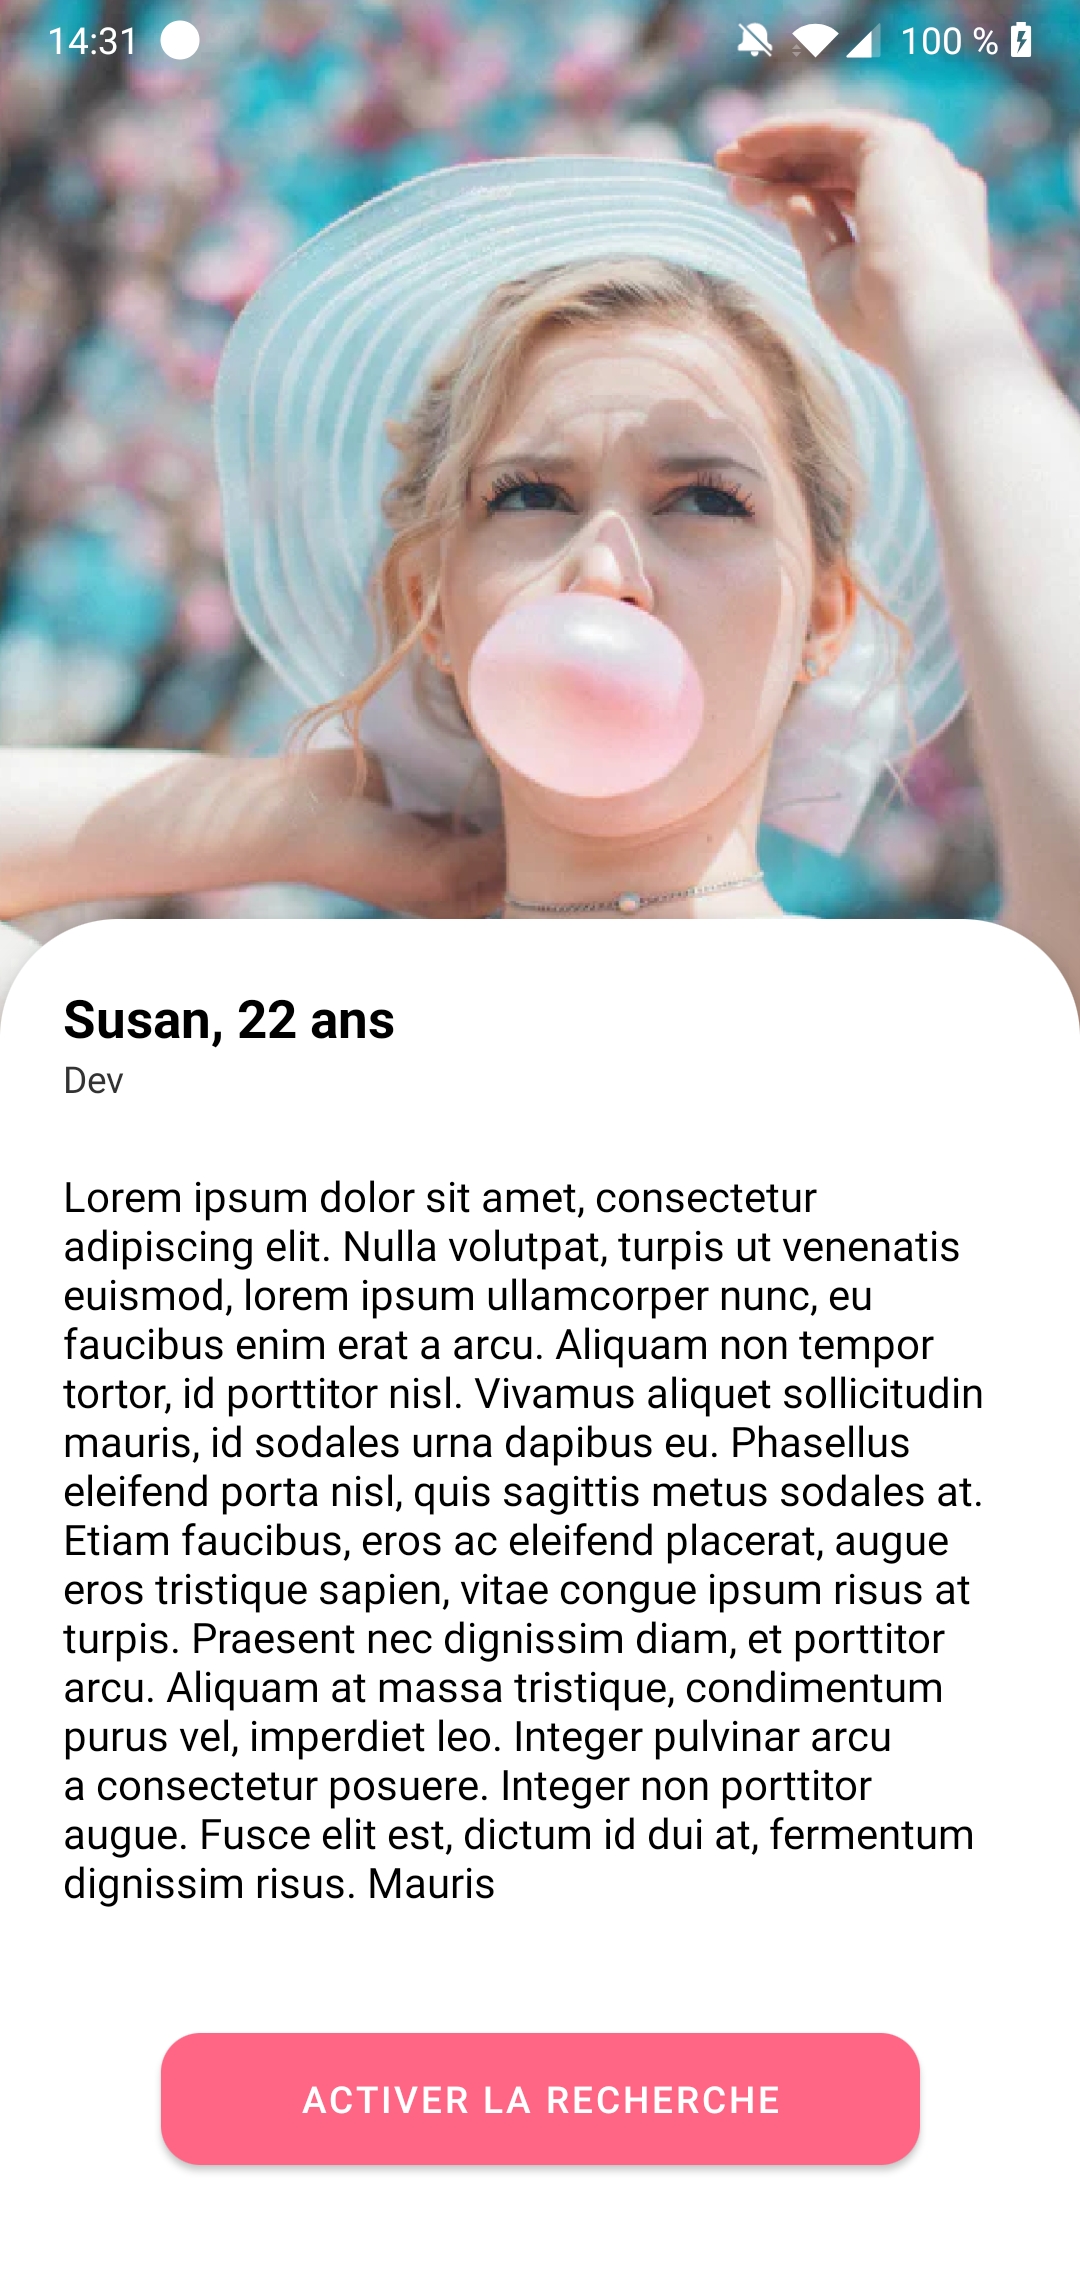 14:31 100 %
Susan, 22 ans
Dev
Lorem ipsum dolor sit amet, consectetur
adipiscing elit. Nulla volutpat, turpis ut venenatis
euismod, lorem ipsum ullamcorper nunc, eu
faucibus enim erat a arcu. Aliquam non tempor
tortor, id porttitor nisl. Vivamus aliquet sollicitudin
mauris, id sodales urna dapibus eu. Phasellus
eleifend porta nisl, quis sagittis metus sodales at.
Etiam faucibus, eros ac eleifend placerat, augue
eros tristique sapien, vitae congue ipsum risus at
turpis. Praesent nec dignissim diam, et porttitor
arcu. Aliquam at massa tristique, condimentum
purus vel, imperdiet leo. Integer pulvinar arcu
a consectetur posuere. Integer non porttitor
augue. Fusce elit est, dictum id dui at, fermentum
dignissim risus. Mauris
ACTIVER LA RECHERCHE